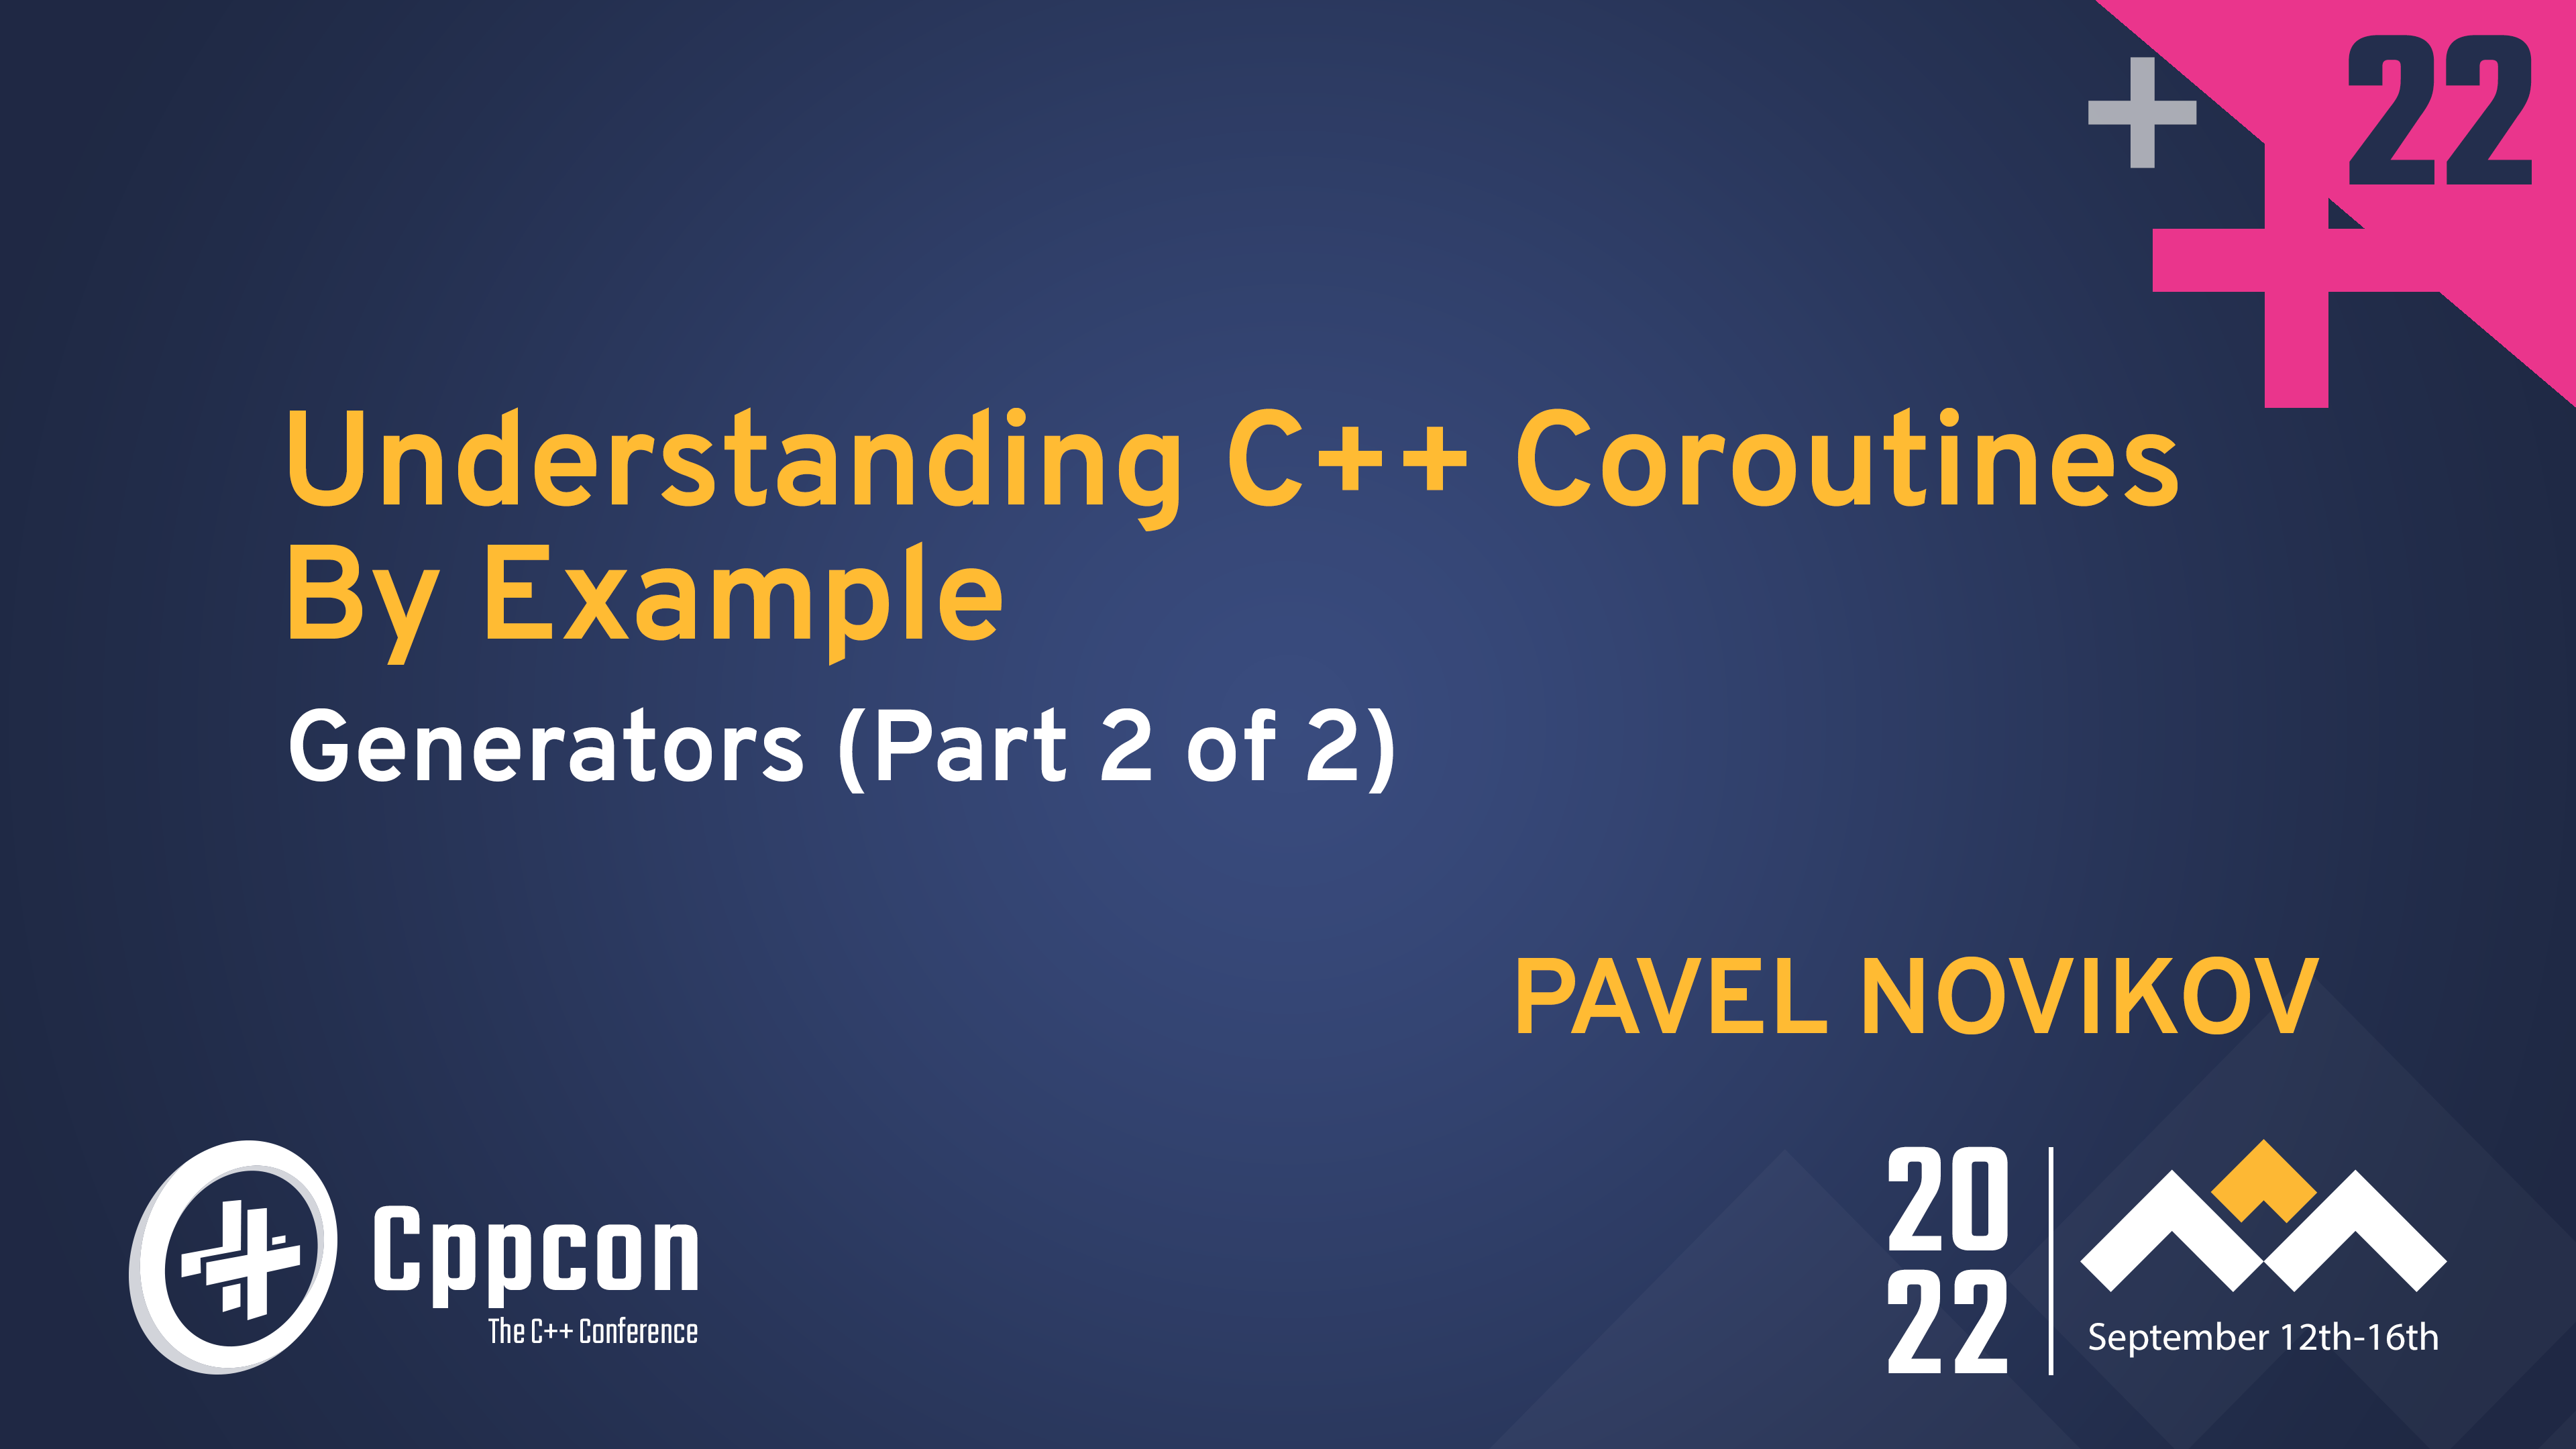 22
Understanding C++ Coroutines
By Example
Generators (Part 2 of 2)
PAVEL NOVIKOV
Cppcon
The C++ Conference
20
22
September 12th-16th